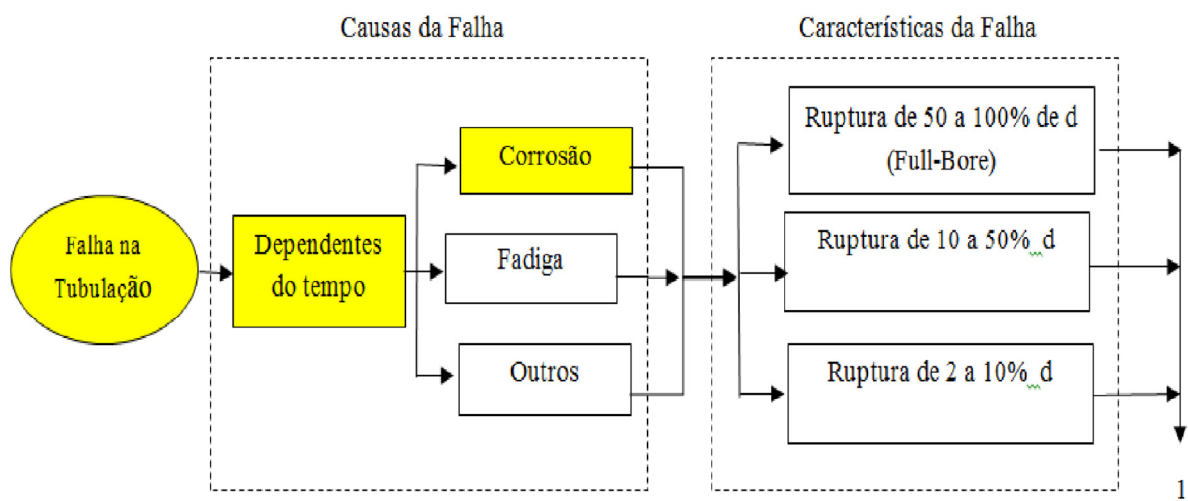 Causas da Falha
Características da Falha
Falha na
Tubulação
Dependentes
do tempo
Corrosão
Fadiga
Outros
Ruptura de 50 a 100% de d
(Full-Bore)
Ruptura de 10 a 50% d
Ruptura de 2 a 10% d
1